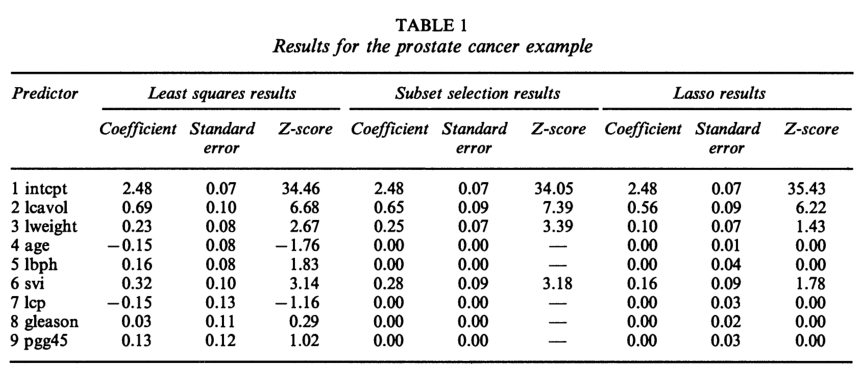 TABLE 1
Results for the prostate cancer example
Predictor Least squares results Subset selection results Lasso results
Coefficient Standard error Z-score Coefficient Standard error Z-score Coefficient Standard error Z-score
1 intcpt 2.48 0.07 34.46 2.48 0.07 34.05 2.48 0.07 35.43
2 lcavol 0.69 0.10 6.68 0.65 0.09 7.39 0.56 0.09 6.22
3 lweight 0.23 0.08 2.67 0.25 0.07 3.39 0.10 0.07 1.43
4 age −0.15 0.08 −1.76 0.00 0.00 — 0.00 0.01 0.00
5 lbph 0.16 0.08 1.83 0.00 0.00 — 0.00 0.04 0.00
6 svi 0.32 0.10 3.14 0.28 0.09 3.18 0.16 0.09 1.78
7 lcp −0.15 0.13 −1.16 0.00 0.00 — 0.00 0.03 0.00
8 gleason 0.03 0.11 0.29 0.00 0.00 — 0.00 0.02 0.00
9 pgg45 0.13 0.12 1.02 0.00 0.00 — 0.00 0.03 0.00